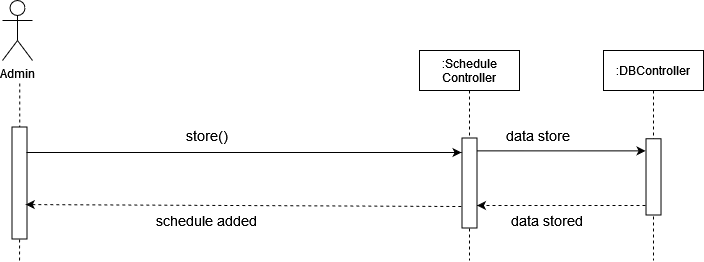 Admin
:Schedule
Controller
:DBController
store()
data store
schedule added
data stored